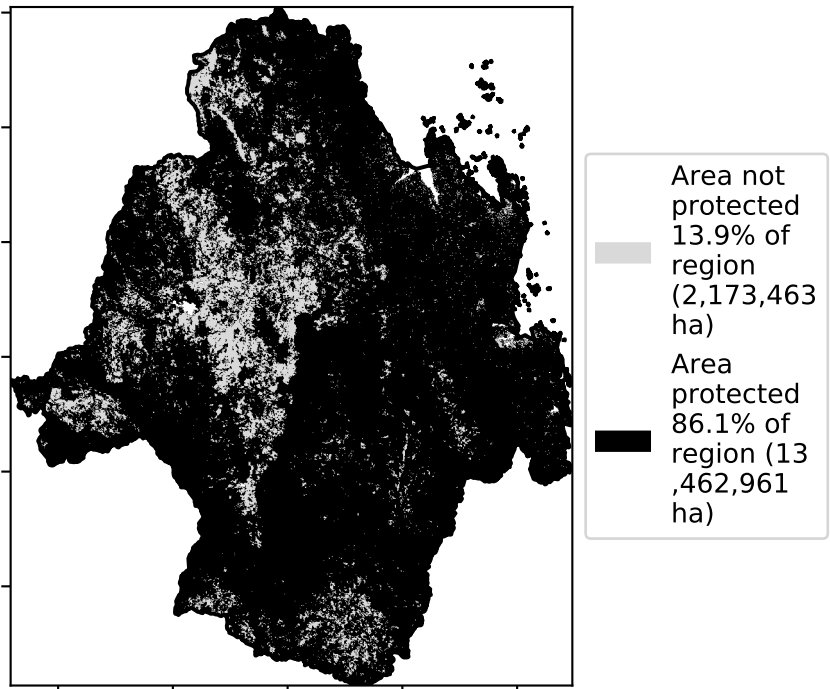 Area not
protected
13.9% of
region
(2,173,463
ha)
Area
protected
86.1% of
region (13
,462,961
ha)